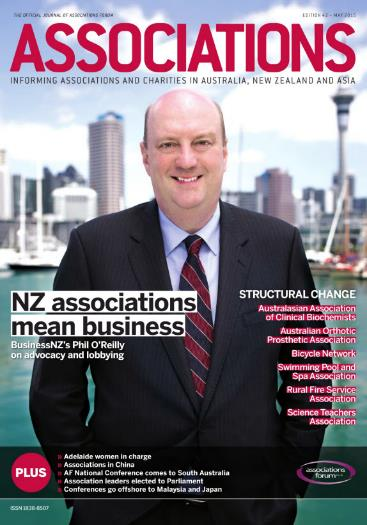 THE OFFICIAL JOURNAL OF ASSOCIATIONS FORUM
EDITION 43 – MAY 2015
ASSOCIATIONS
INFORMING ASSOCIATIONS AND CHARITIES IN AUSTRALIA, NEW ZEALAND AND ASIA
NZ associations
mean business
BusinessNZ's Phil O'Reilly
on advocacy and lobbying
STRUCTURAL CHANGE
Australasian Association
of Clinical Biochemists
Australian Orthotic
Prosthetic Association
Bicycle Network
Swimming Pool and
Spa Association
Rural Fire Service
Association
Science Teachers
Association
PLUS
» Adelaide women in charge
» Associations in China
» AF National Conference comes to South Australia
» Association leaders elected to Parliament
» Conferences go offshore to Malaysia and Japan
associations
forum
ISSN 1838-8507